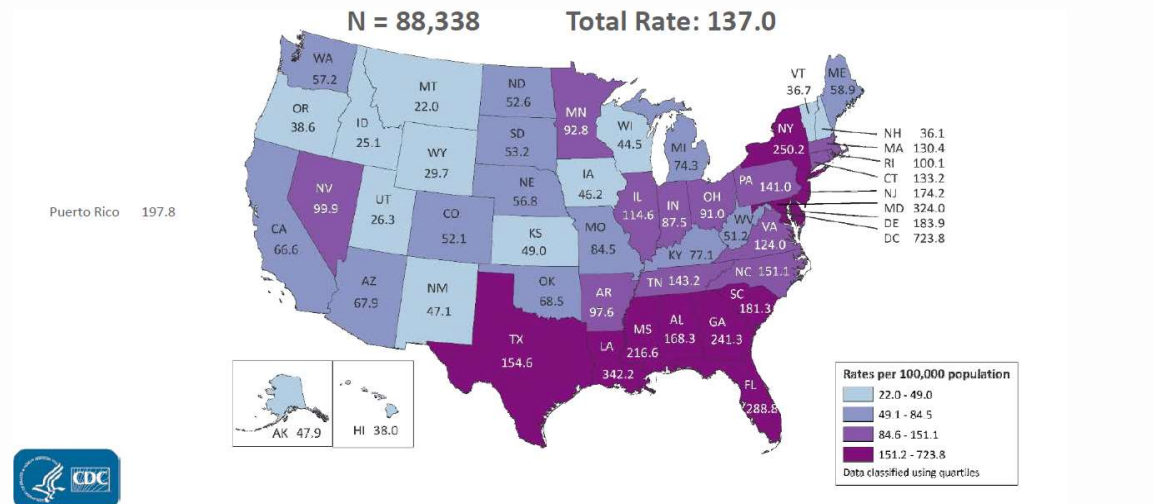 N = 88,338 Total Rate: 137.0
WA
57.2
OR
38.6
ID
25.1
MT
22.0
WY
29.7
ND
52.6
SD
53.2
NE
56.8
MN
92.8
WI
44.5
IA
46.2
MI
74.3
VT
36.7
ME
58.9
NY
250.2
NH 36.1
MA 130.4
RI 100.1
CT 133.2
NJ 174.2
MD 324.0
DE 183.9
DC 723.8
NV
99.9
UT
26.3
CO
52.1
KS
49.0
MO
84.5
IL
114.6
IN
87.5
OH
91.0
PA 141.0
WV
51.2
VA
124.0
KY 77.1
Puerto Rico 197.8
CA
66.6
AZ
67.9
NM
47.1
OK
68.5
AR
97.6
TN 143.2
NC 151.1
SC
181.3
TX
154.6
LA
342.2
MS
216.6
AL
168.3
GA
241.3
FL
288.8
AK 47.9
HI 38.0
Rates per 100,000 population
22.0 - 49.0
49.1 - 84.5
84.6 - 151.1
151.2 - 723.8
Data classified using quartiles
CDC